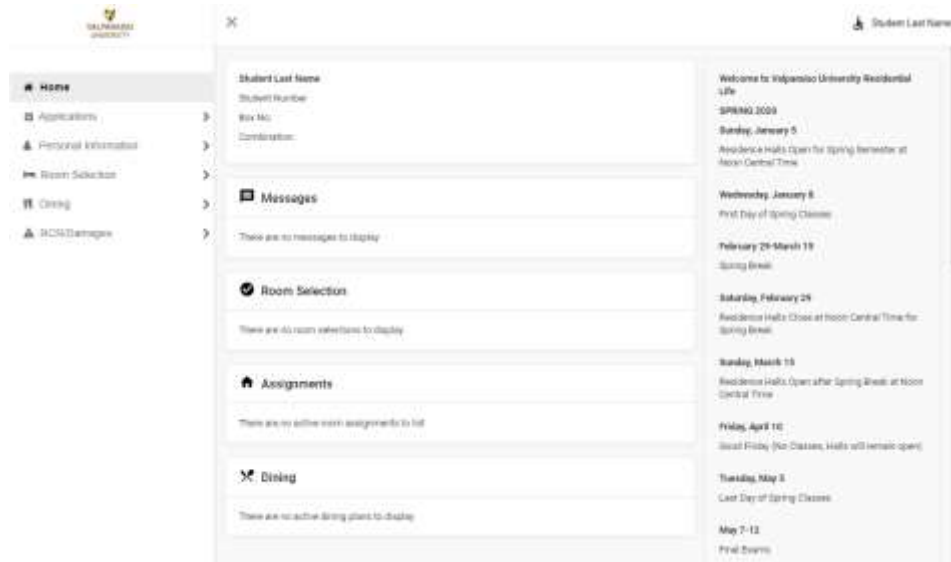 VALPARAISO
UNIVERSITY
Student Last Name
Home
Applications
Personal Information
Room Selection
Dining
RCR/Damages
Student Last Name
Student Number
Box No.
Combination:
Messages
There are no messages to display
Room Selection
There are no room selections to display
Assignments
There are no active room assignments to list
Dining
There are no active dining plans to display
Welcome to Valparaiso University Residential
Life
SPRING 2020
Sunday, January 5
Residence Halls Open for Spring Semester at
Noon Central Time
Wednesday, January 8
First Day of Spring Classes
February 29-March 15
Spring Break
Saturday, February 29
Residence Halls Close at Noon Central Time for
Spring Break
Sunday, March 15
Residence Halls Open after Spring Break at Noon
Central Time
Friday, April 10
Good Friday (No Classes, Halls will remain open)
Tuesday, May 5
Last Day of Spring Classes
May 7-12
Final Exams